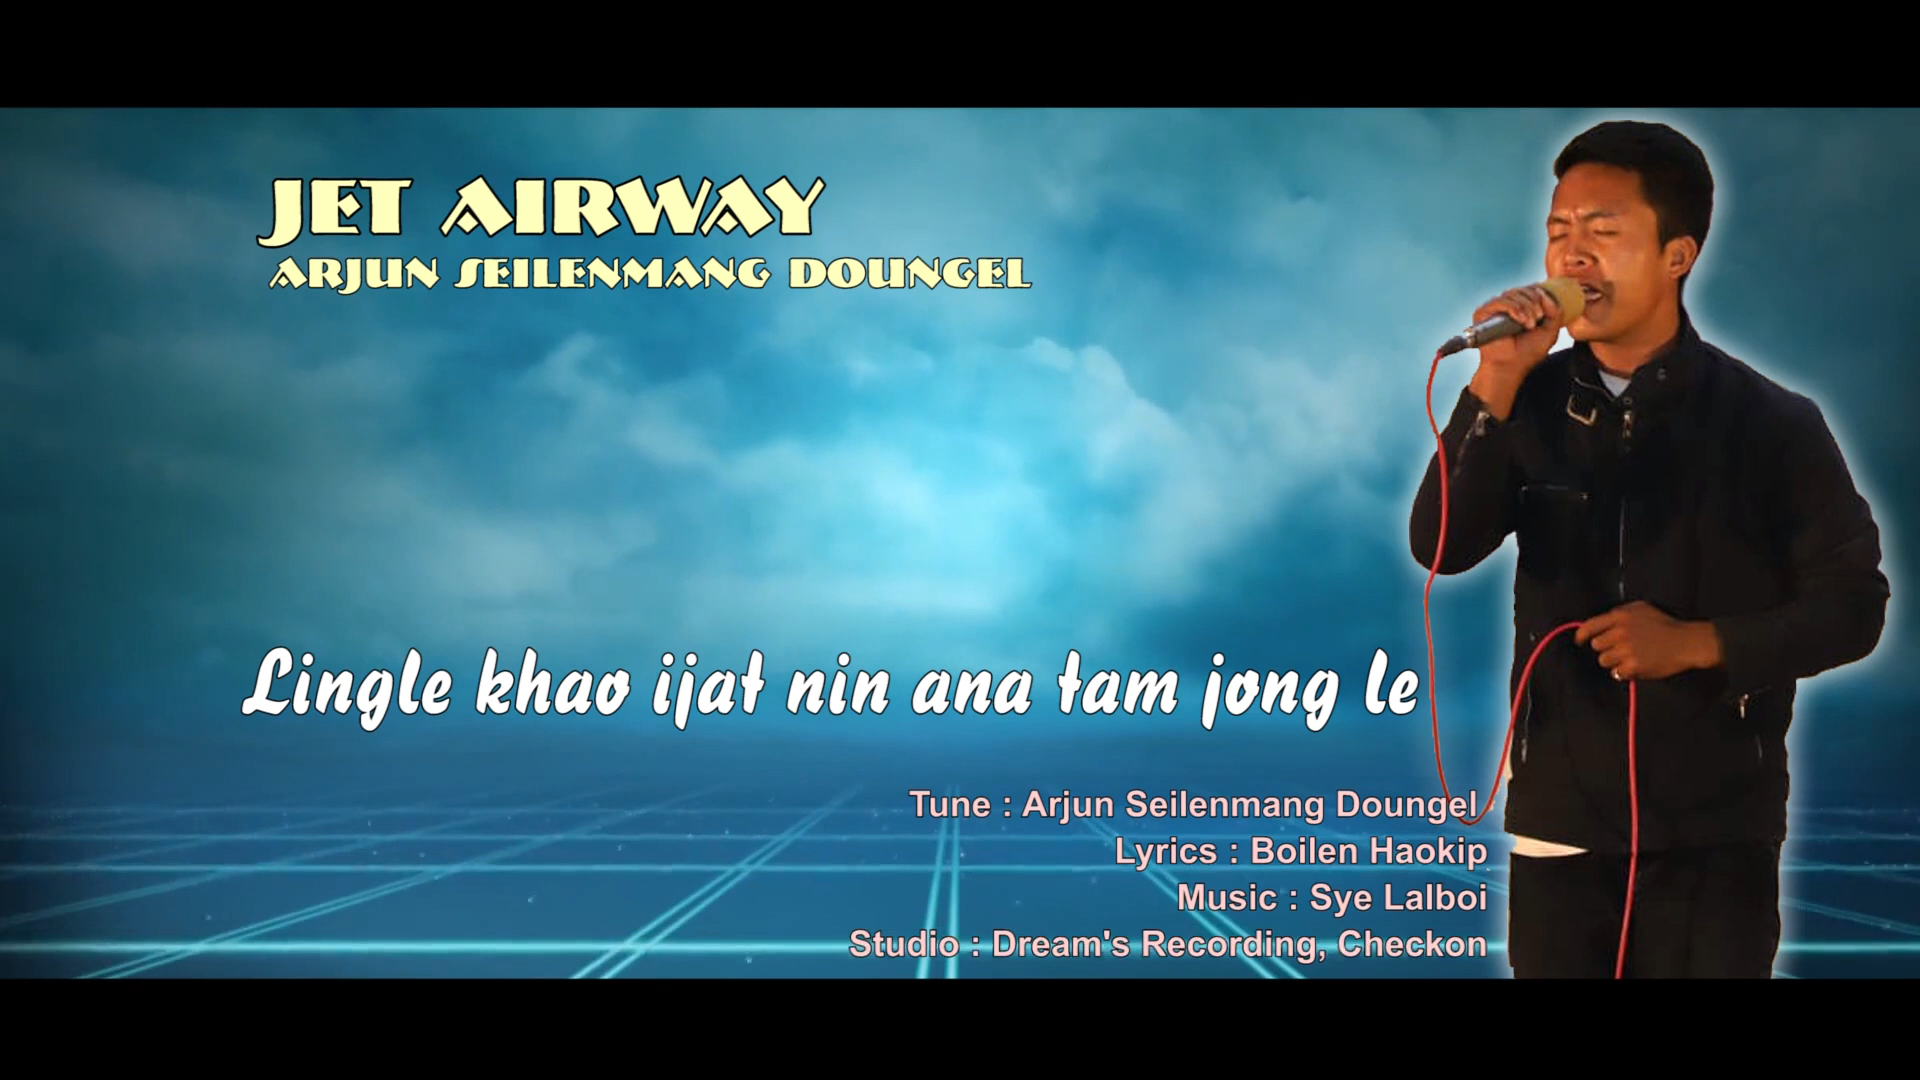 JET AIRWAY
ARJUN SEILENMANG DOUNGEL
Lingle khao ijat nin ana tam jong le
Tune : Arjun Seilenmang Doungel
Lyrics : Boilen Haokip
Music : Sye Lalboi
Studio : Dream's Recording, Checkon